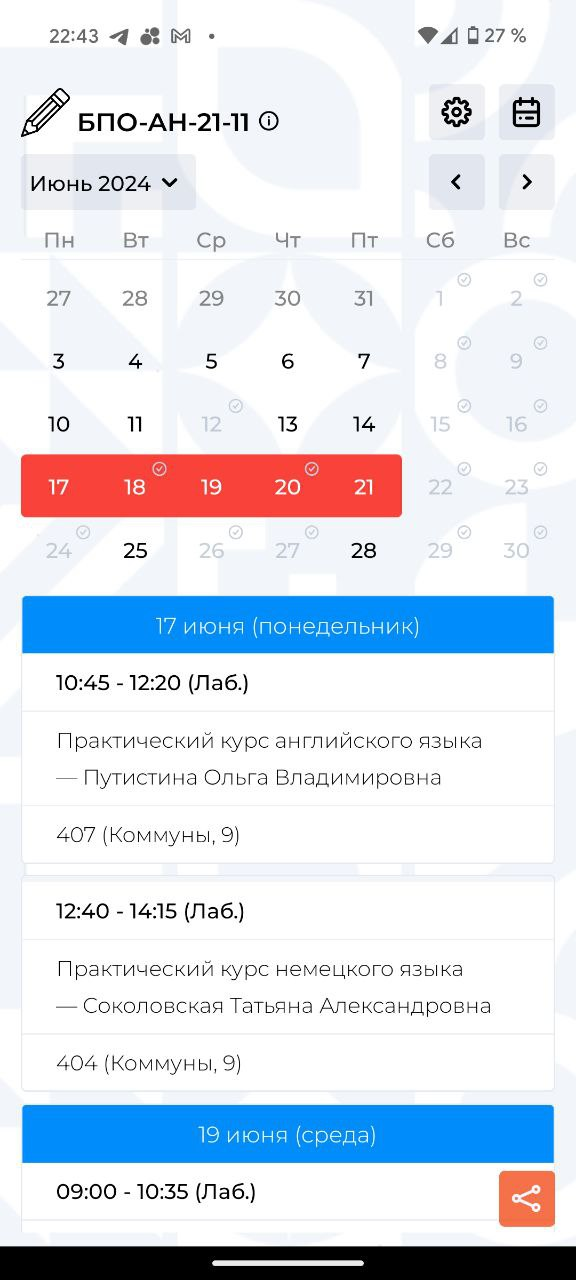 22:43 27 %
БПО-АН-21-11
Июнь 2024
Пн Вт Ср Чт Пт Сб Вс
27 28 29 30 31 1 2
3 4 5 6 7 8 9
10 11 12 13 14 15 16
17 18 19 20 21 22 23
24 25 26 27 28 29 30
17 июня (понедельник)
10:45 - 12:20 (Лаб.)
Практический курс английского языка
— Путистина Ольга Владимировна
407 (Коммуны, 9)
12:40 - 14:15 (Лаб.)
Практический курс немецкого языка
— Соколовская Татьяна Александровна
404 (Коммуны, 9)
19 июня (среда)
09:00 - 10:35 (Лаб.)